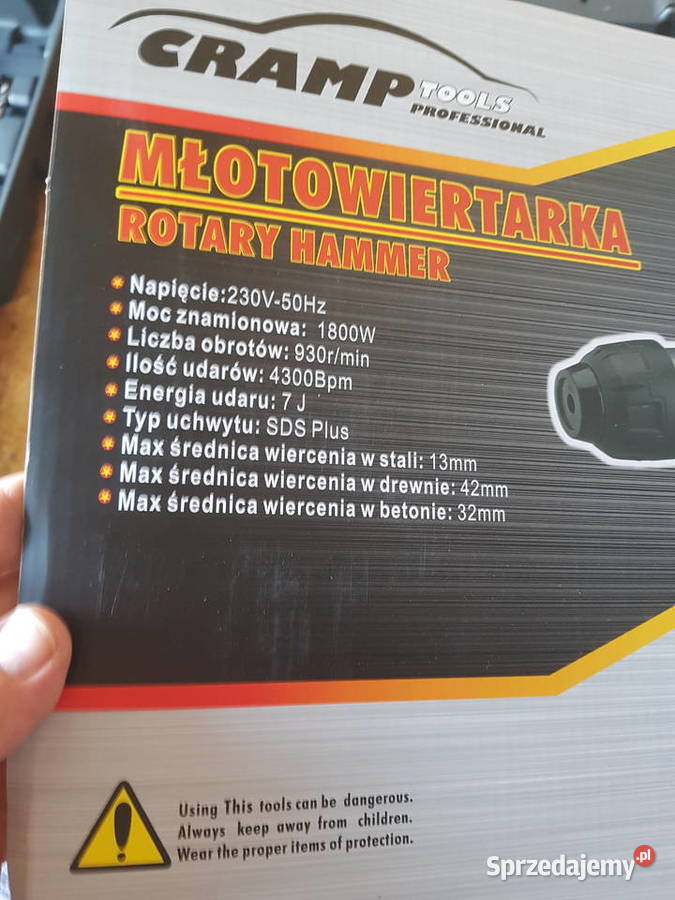 CRAMP TOOLS
PROFESSIONAL
MŁOTOWIERTARKA
ROTARY HAMMER
Napięcie:230V-50Hz
Moc znamionowa: 1800W
Liczba obrotów: 930r/min
Ilość udarów: 4300Bpm
Energia udaru: 7 J
Typ uchwytu: SDS Plus
Max średnica wiercenia w stali: 13mm
Max średnica wiercenia w drewnie: 42mm
Max średnica wiercenia w betonie: 32mm
Using This tools can be dangerous.
Always keep away from children.
Wear the proper items of protection.
Sprzedajemy.pl